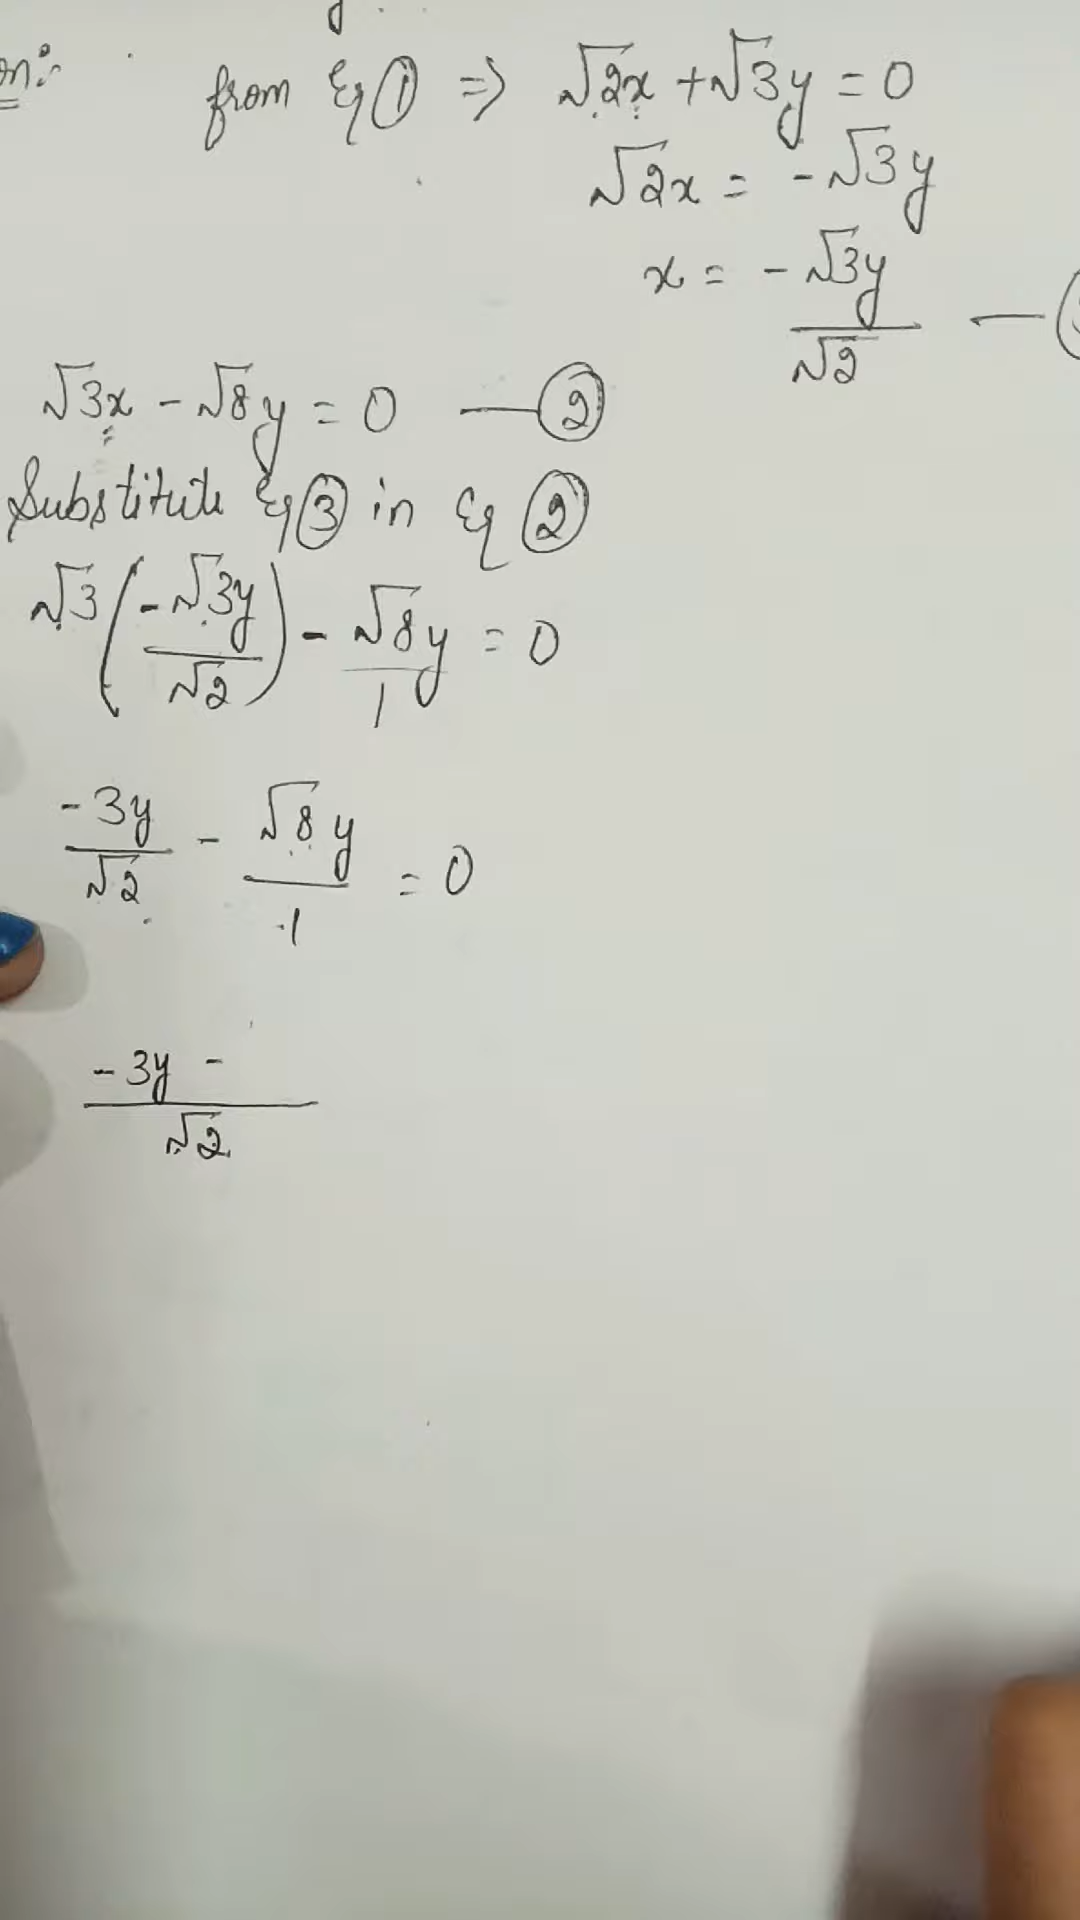 on:- from Eq ① => √2x + √3y = 0
√2x = -√3y
x = -√3y/√2 —
√3x - √8y = 0 — ②
Substitute Eq ③ in Eq ②
√3(-√3y/√2) - √8y/1 = 0
-3y/√2 - √8y/1 = 0
-3y -/√2